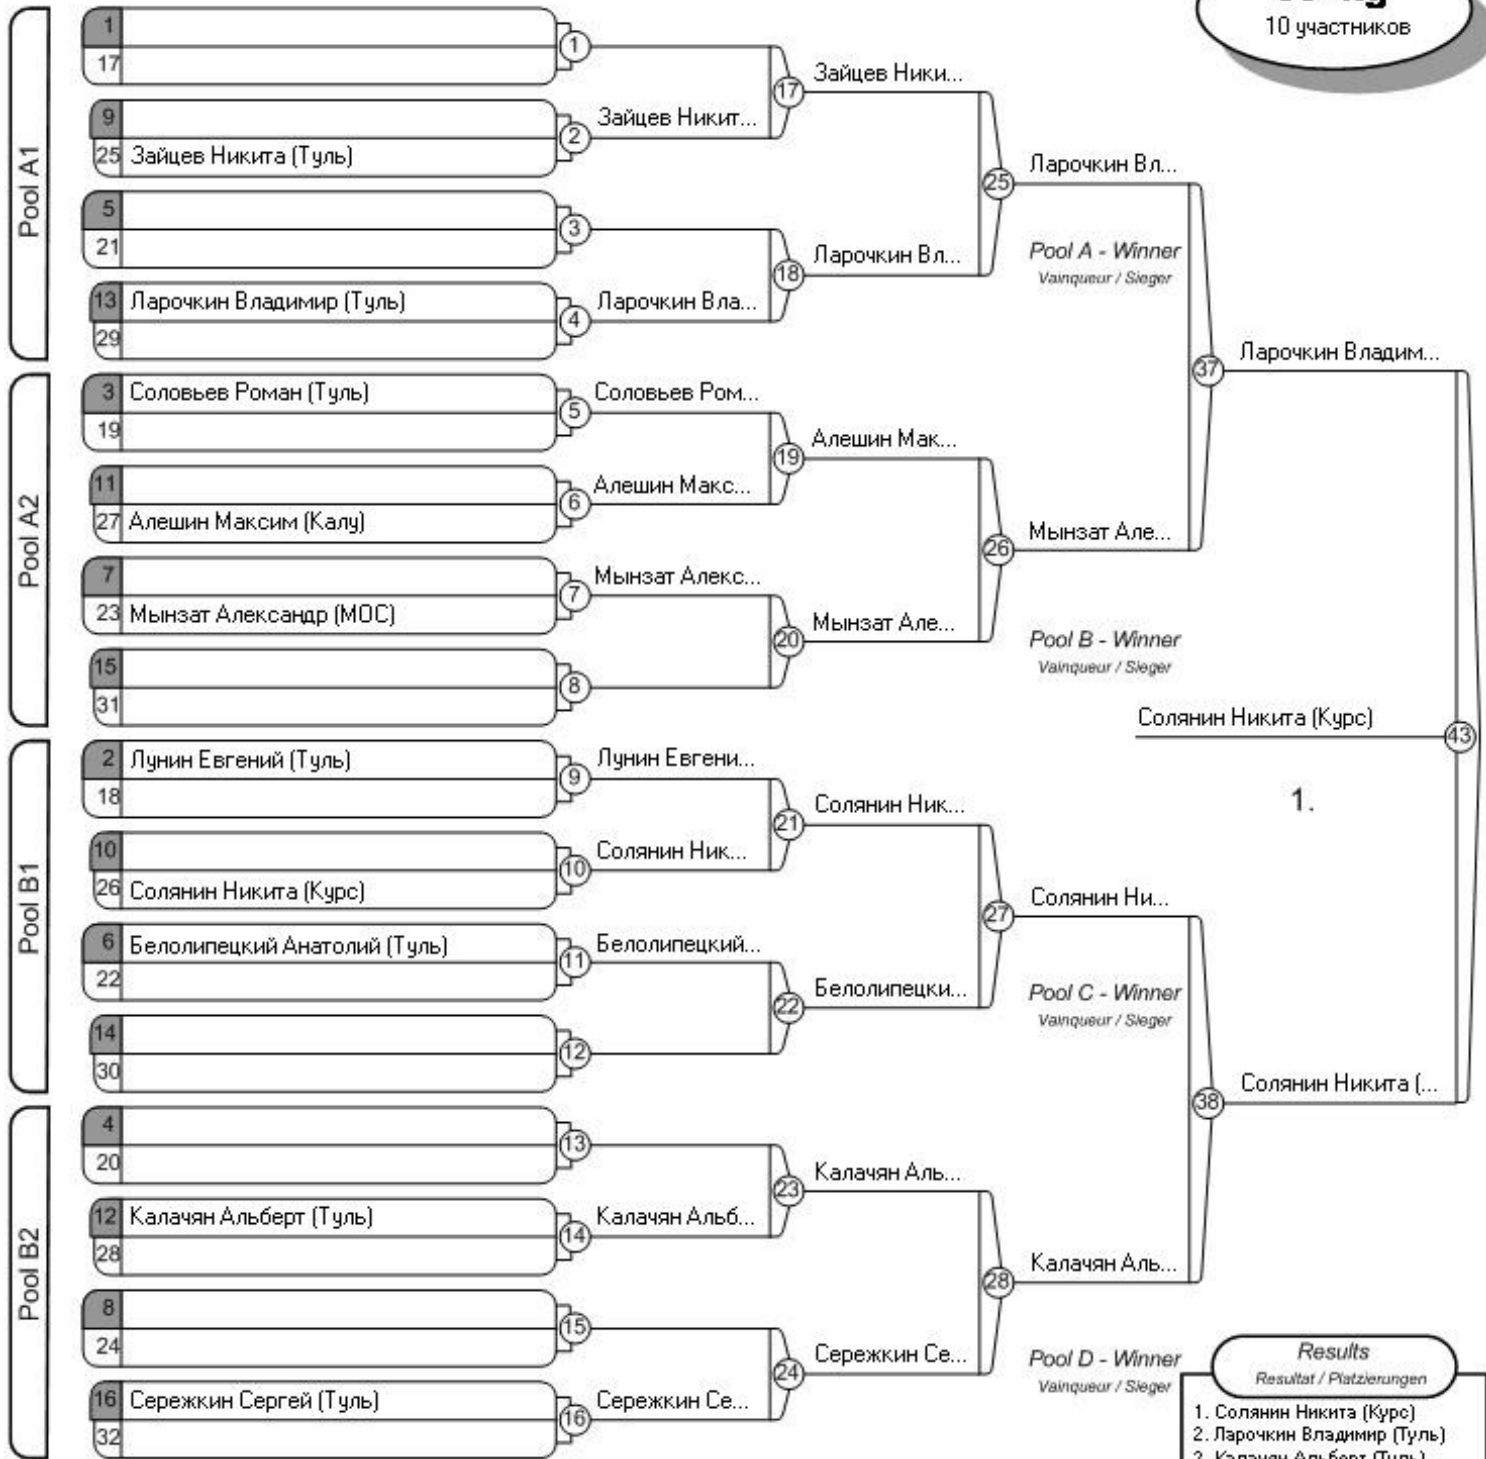 10 участников
Pool A1
1
17
1
9
25 Зайцев Никита (Туль)
2
Зайцев Никит...
17
Зайцев Ники...
5
21
3
13 Ларочкин Владимир (Туль)
29
4
Ларочкин Вла...
18
Ларочкин Вл...
25
Ларочкин Вл...
Pool A - Winner
Vainqueur / Sieger
Pool A2
3 Соловьев Роман (Туль)
19
5
Соловьев Ром...
11
27 Алешин Максим (Калу)
6
Алешин Макс...
19
Алешин Мак...
7
23 Мынзат Александр (МОС)
7
Мынзат Алекс...
15
31
8
20
Мынзат Але...
26
Мынзат Але...
Pool B - Winner
Vainqueur / Sieger
37
Ларочкин Владим...
Солянин Никита (Курс)
43
1.
Pool B1
2 Лунин Евгений (Туль)
18
9
Лунин Евгени...
10
26 Солянин Никита (Курс)
10
Солянин Ник...
21
Солянин Ник...
6 Белолипецкий Анатолий (Туль)
22
11
Белолипецкий...
14
30
12
22
Белолипецки...
27
Солянин Ни...
Pool C - Winner
Vainqueur / Sieger
Pool B2
4
20
13
12 Калачян Альберт (Туль)
28
14
Калачян Альб...
23
Калачян Аль...
8
24
15
16 Сережкин Сергей (Туль)
32
16
Сережкин Се...
24
Сережкин Се...
28
Калачян Аль...
Pool D - Winner
Vainqueur / Sieger
38
Солянин Никита (...
Results
Resultat / Platzierungen
1. Солянин Никита (Курс)
2. Ларочкин Владимир (Туль)
3. Калачян Альберт (Туль)